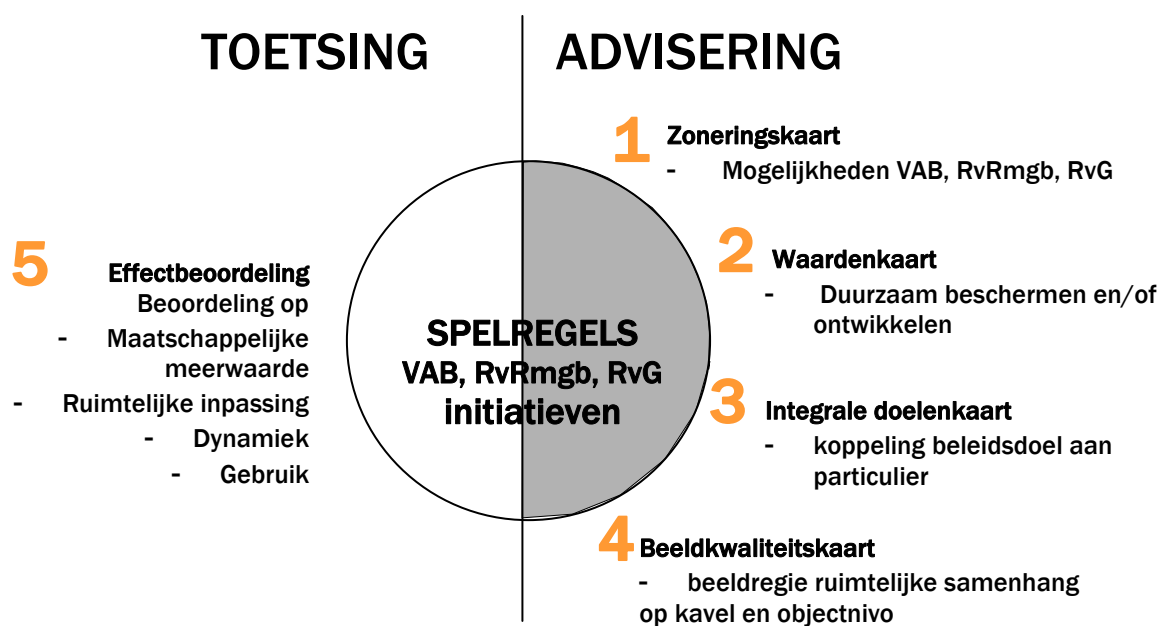 TOETSING
ADVISERING
1 Zoneringskaart
- Mogelijkheden VAB, RvRmgb, RvG
2 Waardenkaart
- Duurzaam beschermen en/of
ontwikkelen
3 Integrale doelenkaart
- koppeling beleidsdoel aan
particulier
4 Beeldkwaliteitskaart
- beeldregie ruimtelijke samenhang
op kavel en objectnivo
5 Effectbeoordeling
Beoordeling op
- Maatschappelijke
meerwaarde
- Ruimtelijke inpassing
- Dynamiek
- Gebruik
SPELREGELS
VAB, RvRmgb, RvG
initiatieven